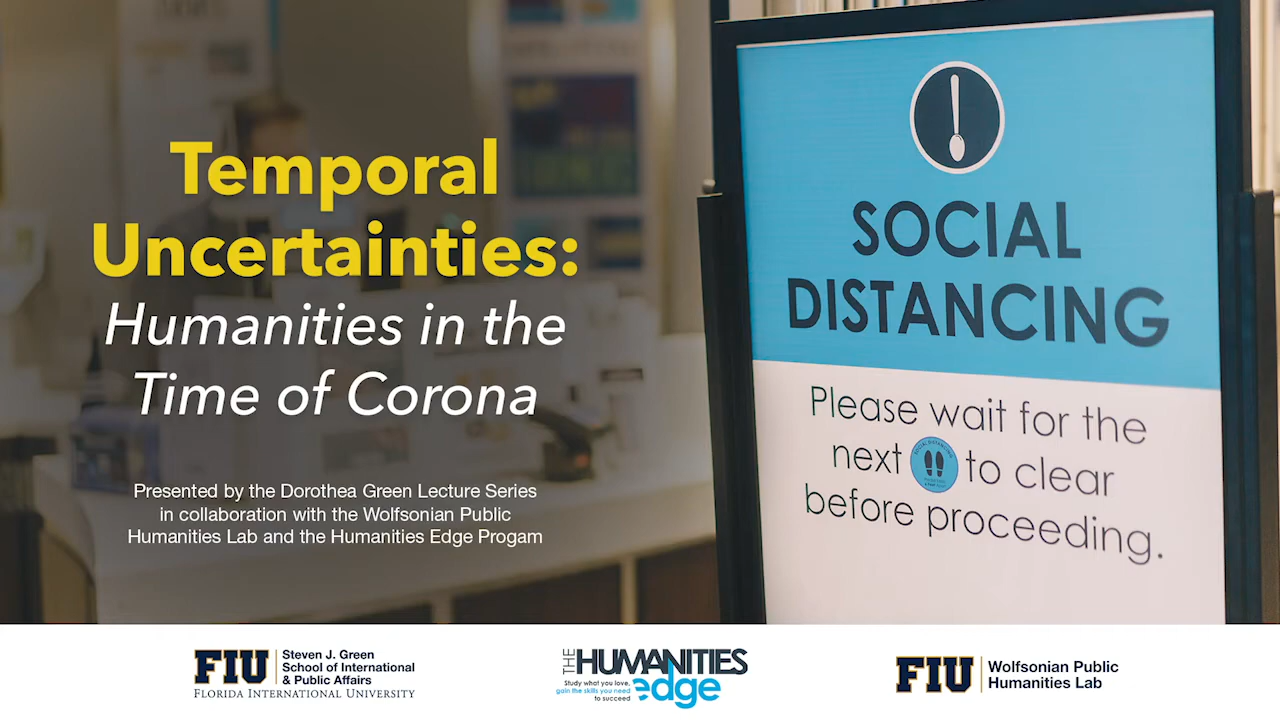 Temporal
Uncertainties:
Humanities in the
Time of Corona
Presented by the Dorothea Green Lecture Series
in collaboration with the Wolfsonian Public
Humanities Lab and the Humanities Edge Progam
SOCIAL
DISTANCING
Please wait for the
next to clear
before proceeding.
FIU
Steven J. Green
School of International
& Public Affairs
FLORIDA INTERNATIONAL UNIVERSITY
THE HUMANITIES
edge
Study what you love,
gain the skills you need
to succeed
FIU
Wolfsonian Public
Humanities Lab